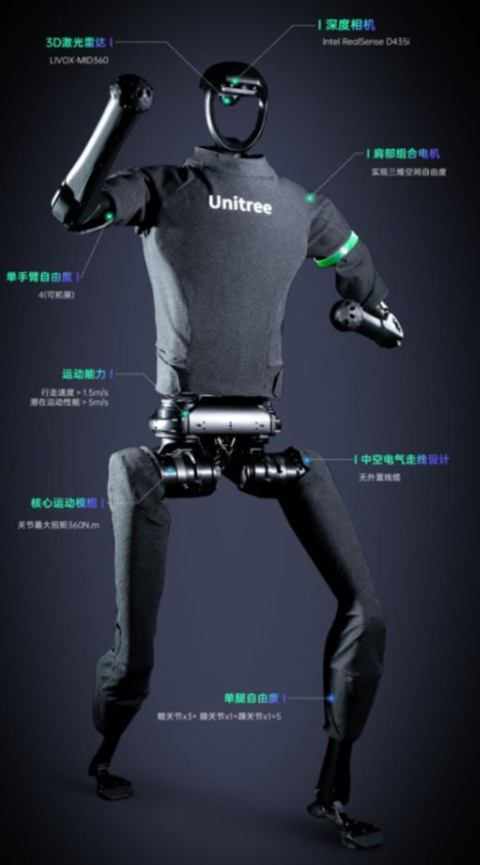 深度相机
Intel RealSense D435i
3D激光雷达
LIVOX-MID360
肩部组合电机
实现三维空间自由度
Unitree
单手臂自由度
4(可拓展)
运动能力
行走速度＞1.5m/s
潜在运动性能＞5m/s
中空电气走线设计
无外置线缆
核心运动模组
关节最大扭矩360N.m
单腿自由度
髋关节x3+ 膝关节x1+踝关节x1=5